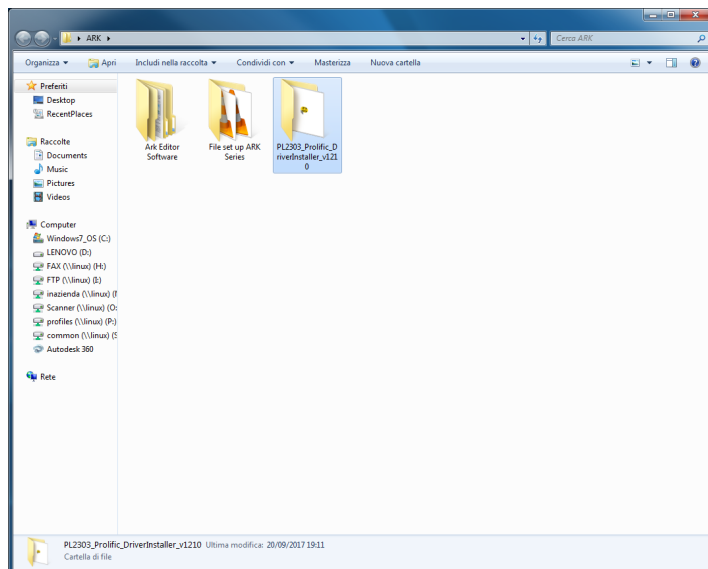 ARK
Cerca ARK
Organizza
Apri
Includi nella raccolta
Condividi con
Masterizza
Nuova cartella
Preferiti
Desktop
RecentPlaces
Raccolte
Documents
Music
Pictures
Videos
Computer
Windows7_OS (C:)
LENOVO (D:)
FAX (\\linux) (H:)
FTP (\\linux) (I:)
inazienda (\\linux) (
Scanner (\\linux) (O:
profiles (\\linux) (P:)
common (\\linux) (S
Autodesk 360
Rete
Ark Editor
Software
File set up ARK
Series
PL2303_Prolific_D
riverInstaller_v121
0
PL2303_Prolific_DriverInstaller_v1210 Ultima modifica: 20/09/2017 19:11
Cartella di file